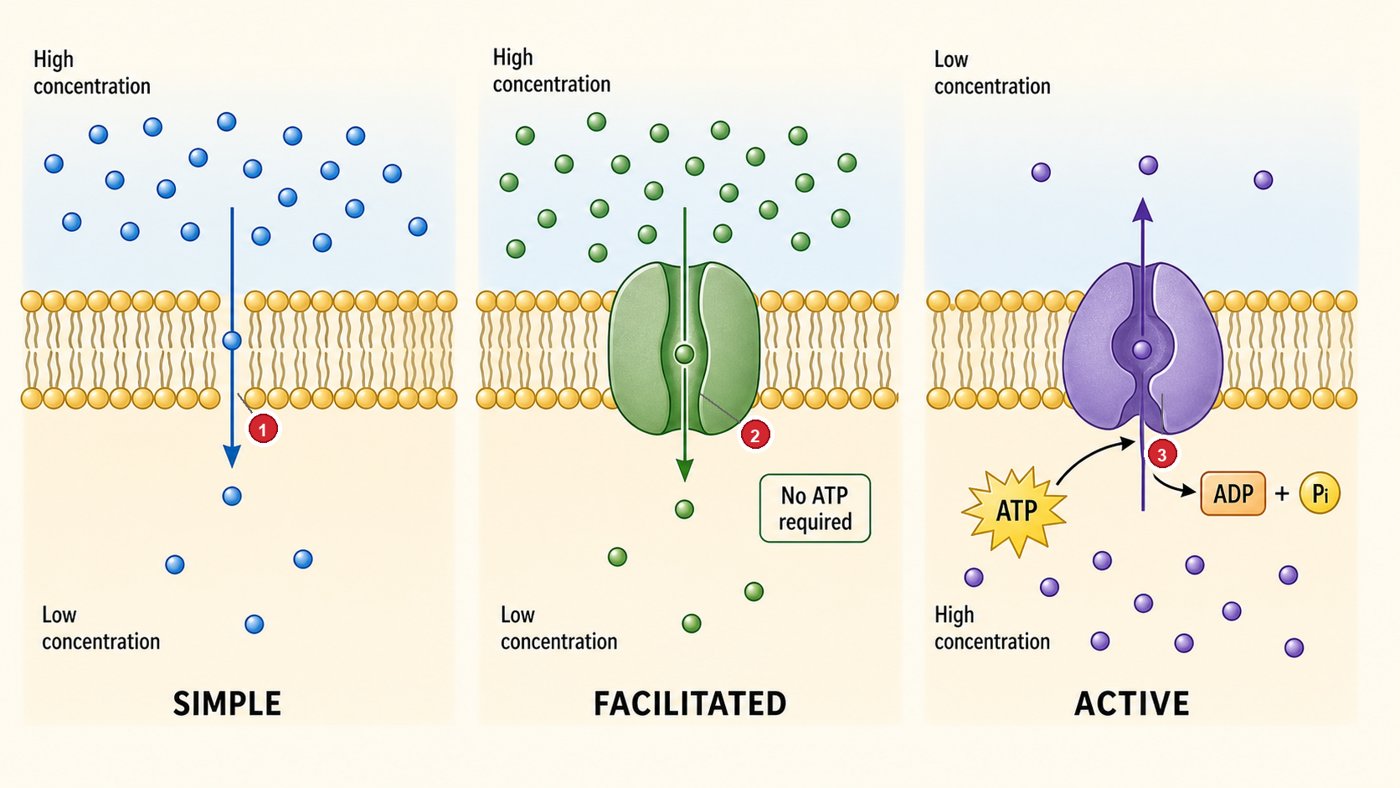 High
concentration
High
concentration
Low
concentration
1
2
3
No ATP
required
ATP
ADP + Pi
Low
concentration
Low
concentration
High
concentration
SIMPLE
FACILITATED
ACTIVE